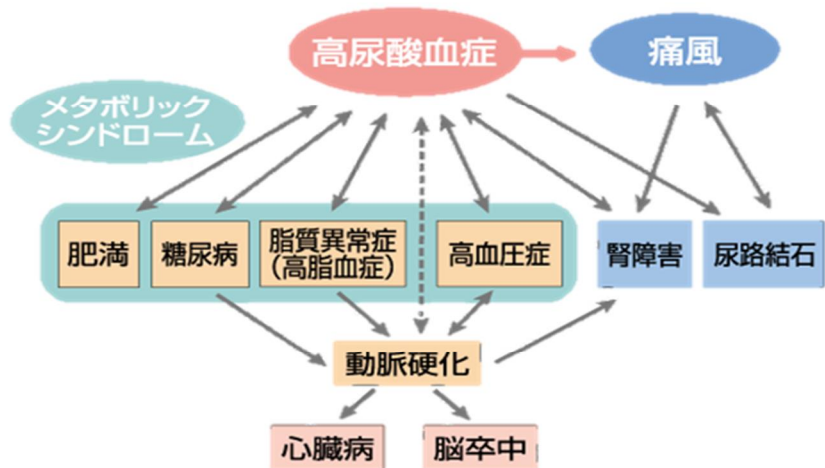 高尿酸血症
痛風
メタボリック
シンドローム
肥満
糖尿病
脂質異常症
(高脂血症)
高血圧症
腎障害
尿路結石
動脈硬化
心臓病
脳卒中